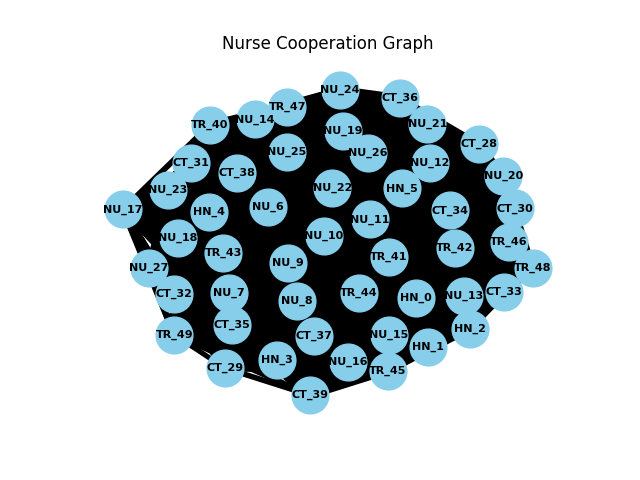 Nurse Cooperation Graph
NU_24
CT_36
TR_47
NU_14
TR_40
NU_21
NU_19
CT_28
NU_25
NU_26
CT_31
NU_12
CT_38
NU_20
NU_23
NU_22
HN_5
NU_6
NU_17
CT_30
HN_4
CT_34
NU_11
NU_10
NU_18
TR_46
TR_42
TR_43
TR_41
NU_9
NU_27
TR_48
CT_33
NU_7
TR_44
CT_32
NU_13
HN_0
NU_8
CT_35
HN_2
TR_49
NU_15
CT_37
HN_1
HN_3
NU_16
CT_29
TR_45
CT_39